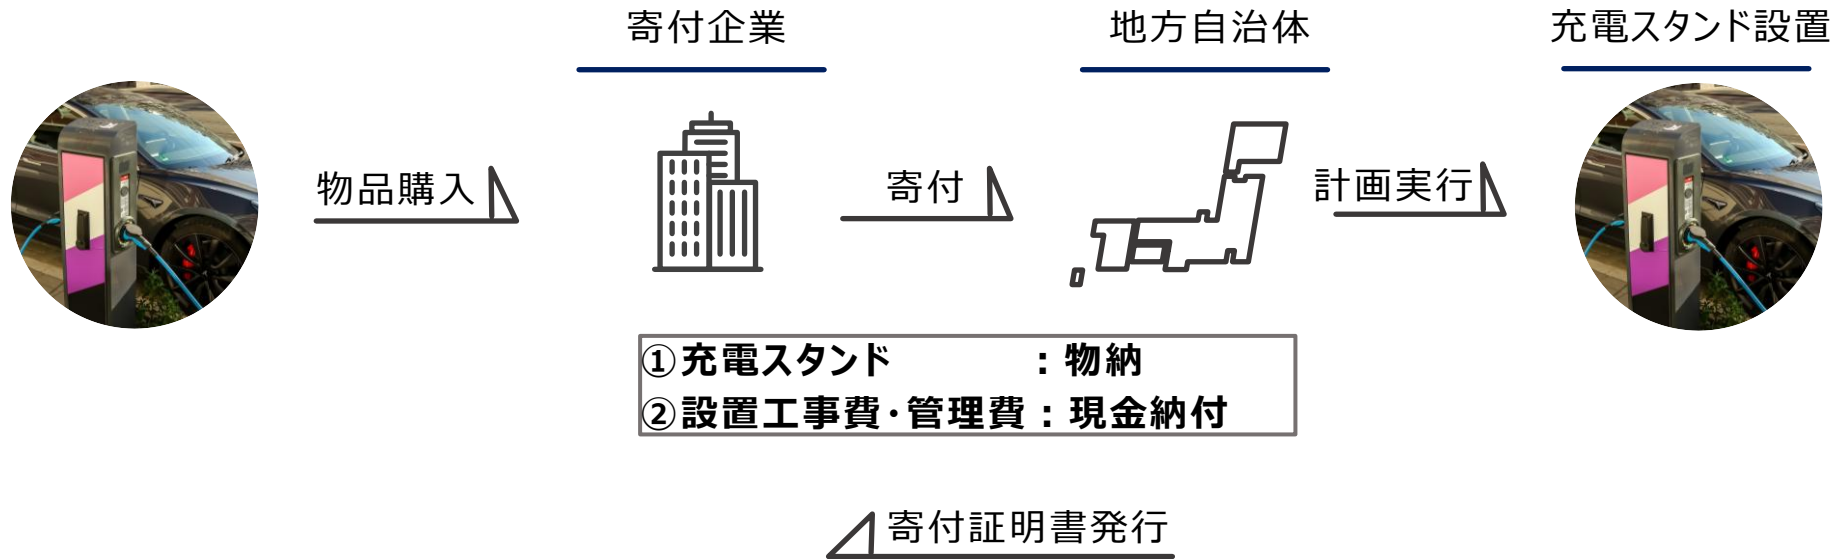 寄付企業
地方自治体
充電スタンド設置
物品購入
寄付
計画実行
①充電スタンド　　　：物納
②設置工事費・管理費：現金納付
寄付証明書発行